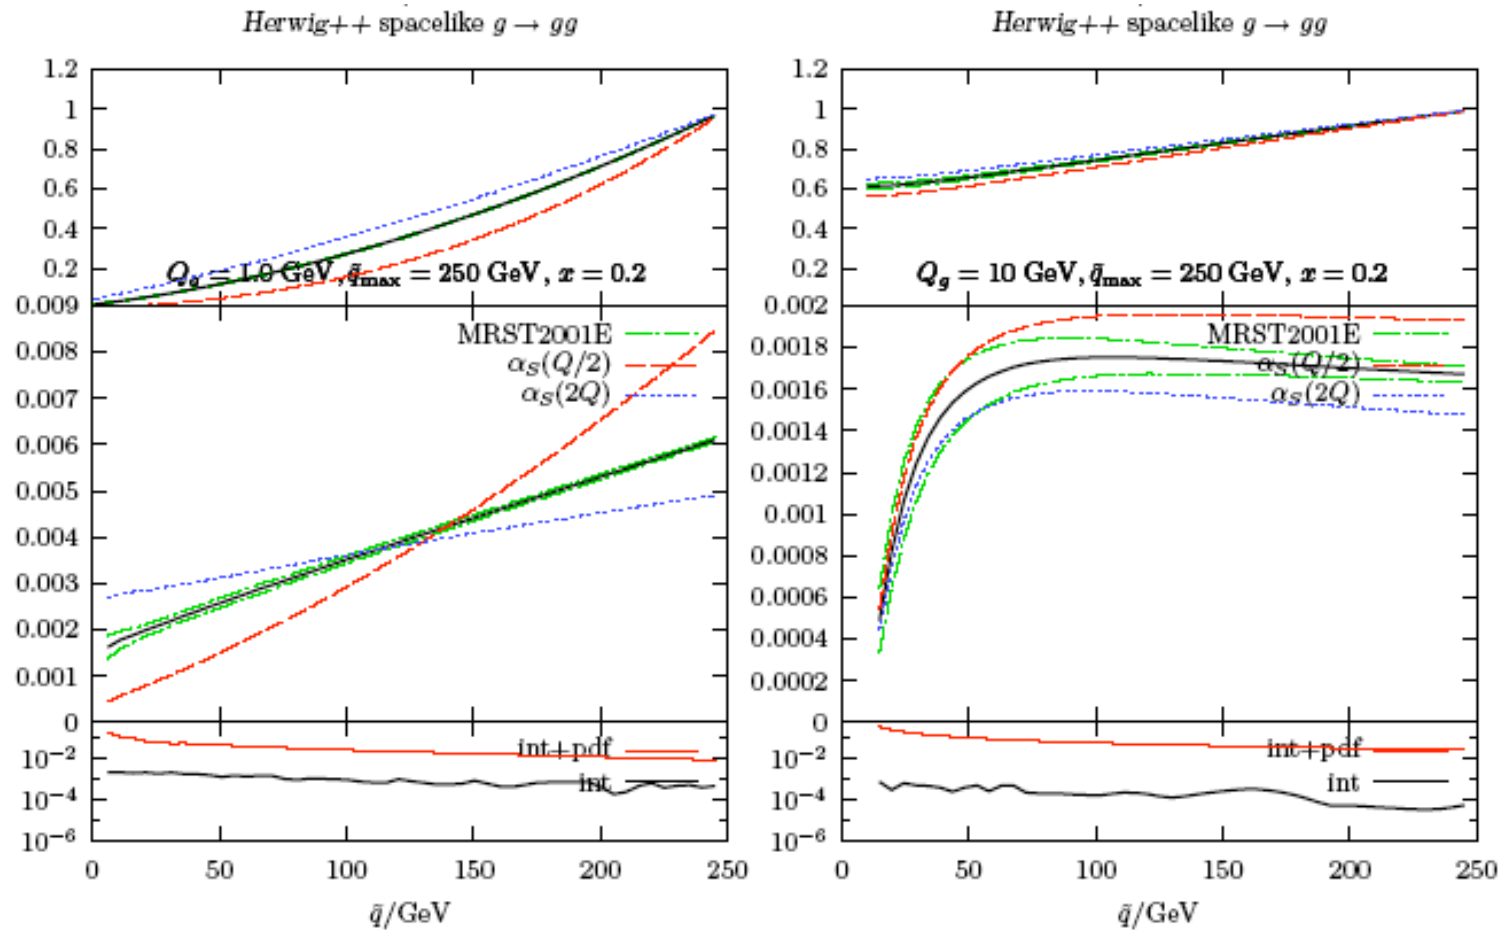 Herwig++ spacelike g → gg
1.2
1
0.8
0.6
0.4
0.2
Q_g = 1.0 GeV, q̃_max = 250 GeV, x = 0.2
0.009
0.008
0.007
0.006
0.005
0.004
0.003
0.002
0.001
0
MRST2001E
α_S(Q/2)
α_S(2Q)
10^−2
10^−4
10^−6
int+pdf
int
0 50 100 150 200 250
q̃/GeV
Herwig++ spacelike g → gg
1.2
1
0.8
0.6
0.4
0.2
Q_g = 10 GeV, q̃_max = 250 GeV, x = 0.2
0.002
0.0018
0.0016
0.0014
0.0012
0.001
0.0008
0.0006
0.0004
0.0002
0
MRST2001E
α_S(Q/2)
α_S(2Q)
10^−2
10^−4
10^−6
int+pdf
int
0 50 100 150 200 250
q̃/GeV